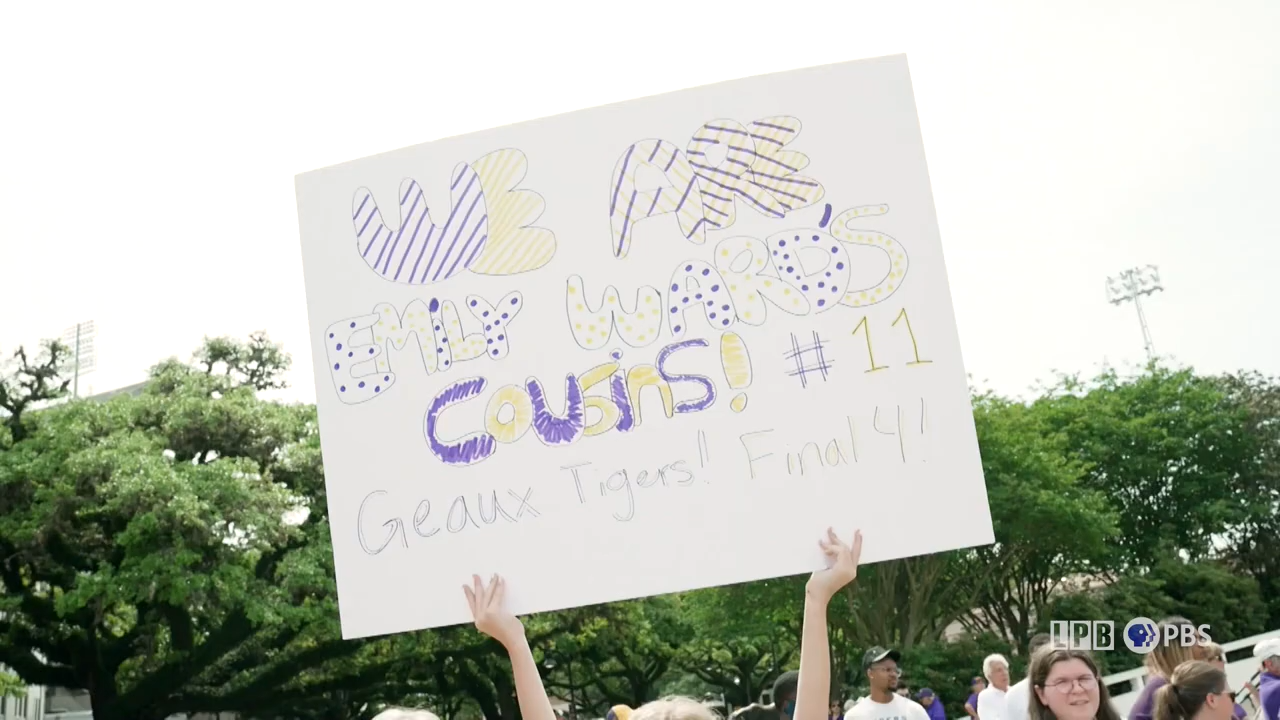 WE ARE
EMILY WARD'S
COUSinS! # 11
Geaux Tigers! Final 4!
LPB PBS